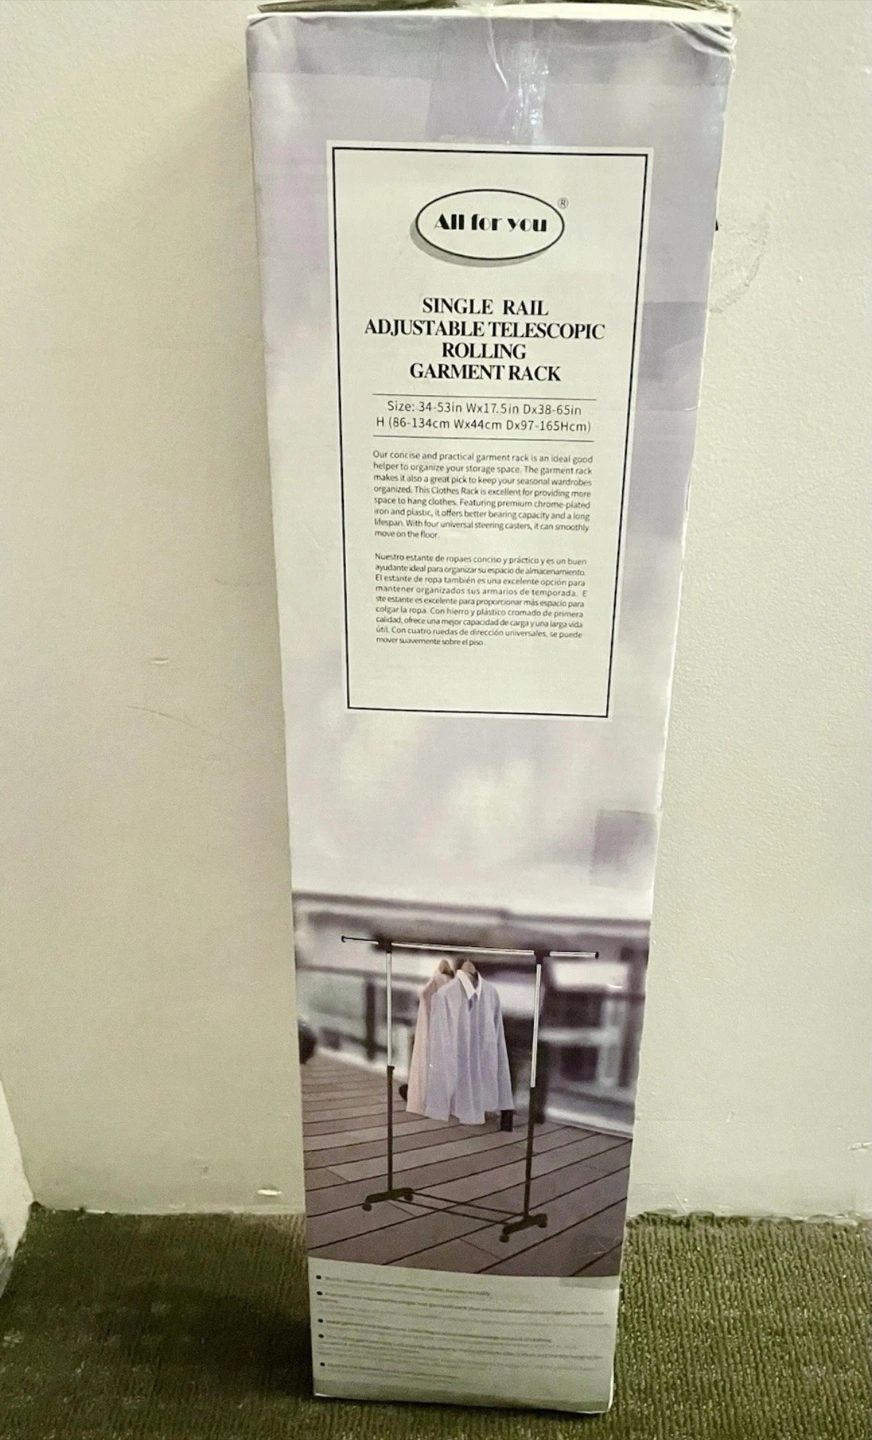 All for you ®
SINGLE RAIL
ADJUSTABLE TELESCOPIC
ROLLING
GARMENT RACK
Size: 34-53in Wx17.5in Dx38-65in
H (86-134cm Wx44cm Dx97-165Hcm)
Our concise and practical garment rack is an ideal good
helper to organize your storage space. The garment rack
makes it also a great pick to keep your seasonal wardrobes
organized. This Clothes Rack is excellent for providing more
space to hang clothes. Featuring premium chrome-plated
iron and plastic, it offers better bearing capacity and a long
lifespan. With four universal steering casters, it can smoothly
move on the floor.
Nuestro estante de ropaes conciso y práctico y es un buen
ayudante ideal para organizar su espacio de almacenamiento.
El estante de ropa también es una excelente opción para
mantener organizados sus armarios de temporada. E
ste estante es excelente para proporcionar más espacio para
colgar la ropa. Con hierro y plástico cromado de primera
calidad, ofrece una mejor capacidad de carga y una larga vida
útil. Con cuatro ruedas de dirección universales, se puede
mover suavemente sobre el piso.